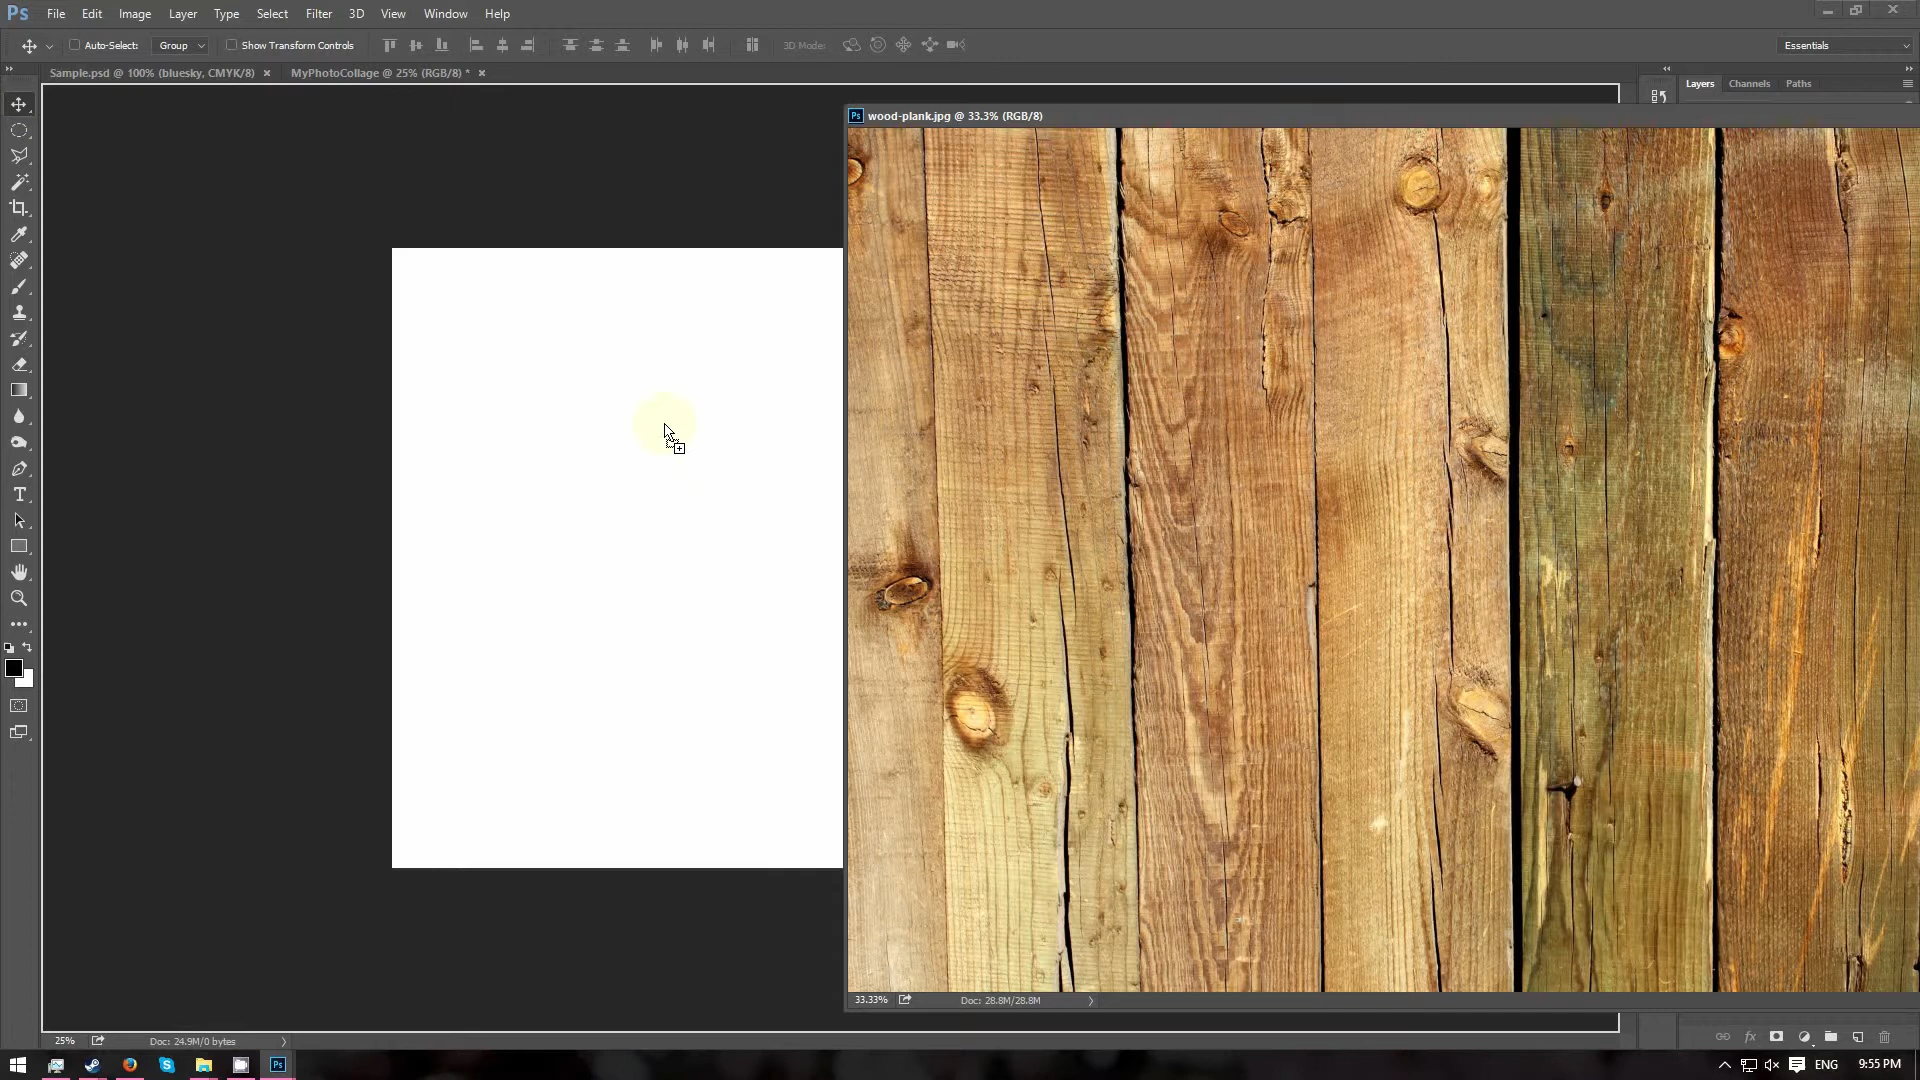 Ps File Edit Image Layer Type Select Filter 3D View Window Help
Auto-Select: Group Show Transform Controls 3D Mode: Essentials
Sample.psd @ 100% (bluesky, CMYK/8) × MyPhotoCollage @ 25% (RGB/8) * ×
Layers Channels Paths
Ps wood-plank.jpg @ 33.3% (RGB/8)
T
33.33% Doc: 28.8M/28.8M
fx
25% Doc: 24.9M/0 bytes
Ps ENG 9:55 PM